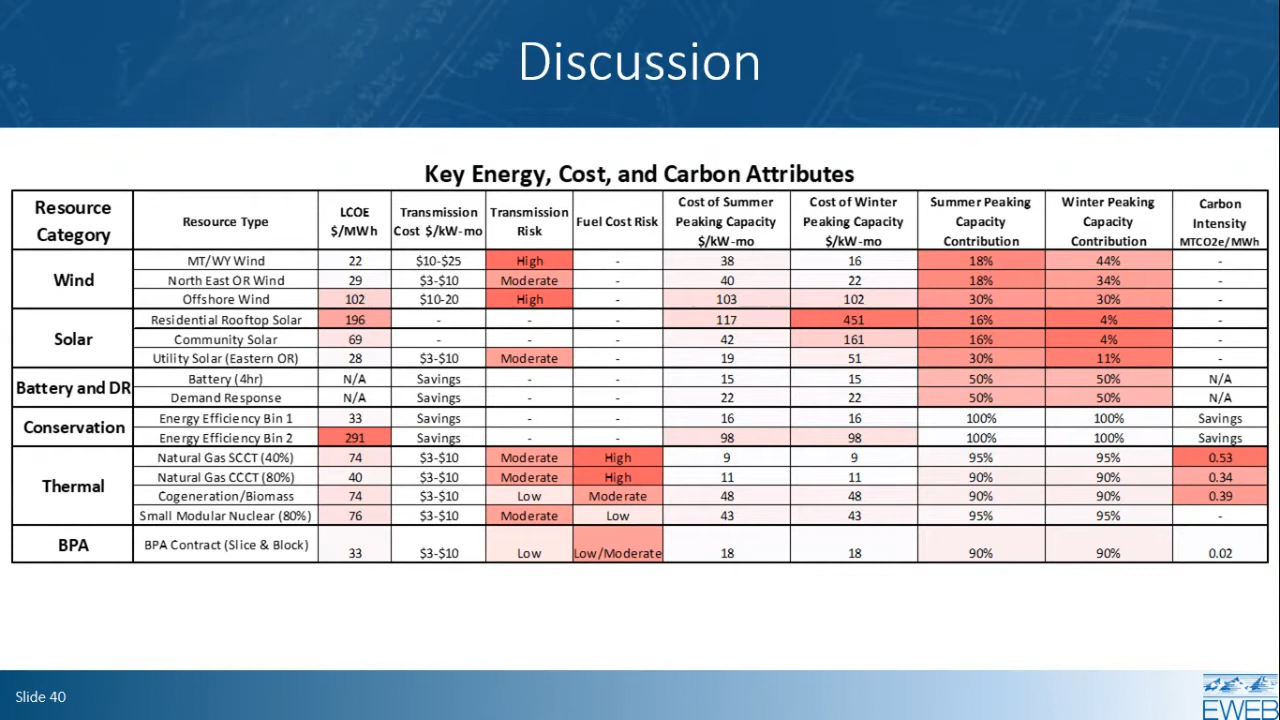 Discussion
Key Energy, Cost, and Carbon Attributes
Resource Category Resource Type LCOE $/MWh Transmission Cost $/kW-mo Transmission Risk Fuel Cost Risk Cost of Summer Peaking Capacity $/kW-mo Cost of Winter Peaking Capacity $/kW-mo Summer Peaking Capacity Contribution Winter Peaking Capacity Contribution Carbon Intensity MTCO2e/MWh
Wind
MT/WY Wind 22 $10-$25 High - 38 16 18% 44% -
North East OR Wind 29 $3-$10 Moderate - 40 22 18% 34% -
Offshore Wind 102 $10-20 High - 103 102 30% 30% -
Solar
Residential Rooftop Solar 196 - - - 117 451 16% 4% -
Community Solar 69 - - - 42 161 16% 4% -
Utility Solar (Eastern OR) 28 $3-$10 Moderate - 19 51 30% 11% -
Battery and DR
Battery (4hr) N/A Savings - - 15 15 50% 50% N/A
Demand Response N/A Savings - - 22 22 50% 50% N/A
Conservation
Energy Efficiency Bin 1 33 Savings - - 16 16 100% 100% Savings
Energy Efficiency Bin 2 291 Savings - - 98 98 100% 100% Savings
Thermal
Natural Gas SCCT (40%) 74 $3-$10 Moderate High 9 9 95% 95% 0.53
Natural Gas CCCT (80%) 40 $3-$10 Moderate High 11 11 90% 90% 0.34
Cogeneration/Biomass 74 $3-$10 Low Moderate 48 48 90% 90% 0.39
Small Modular Nuclear (80%) 76 $3-$10 Moderate Low 43 43 95% 95% -
BPA
BPA Contract (Slice & Block) 33 $3-$10 Low Low/Moderate 18 18 90% 90% 0.02
Slide 40
EWEB